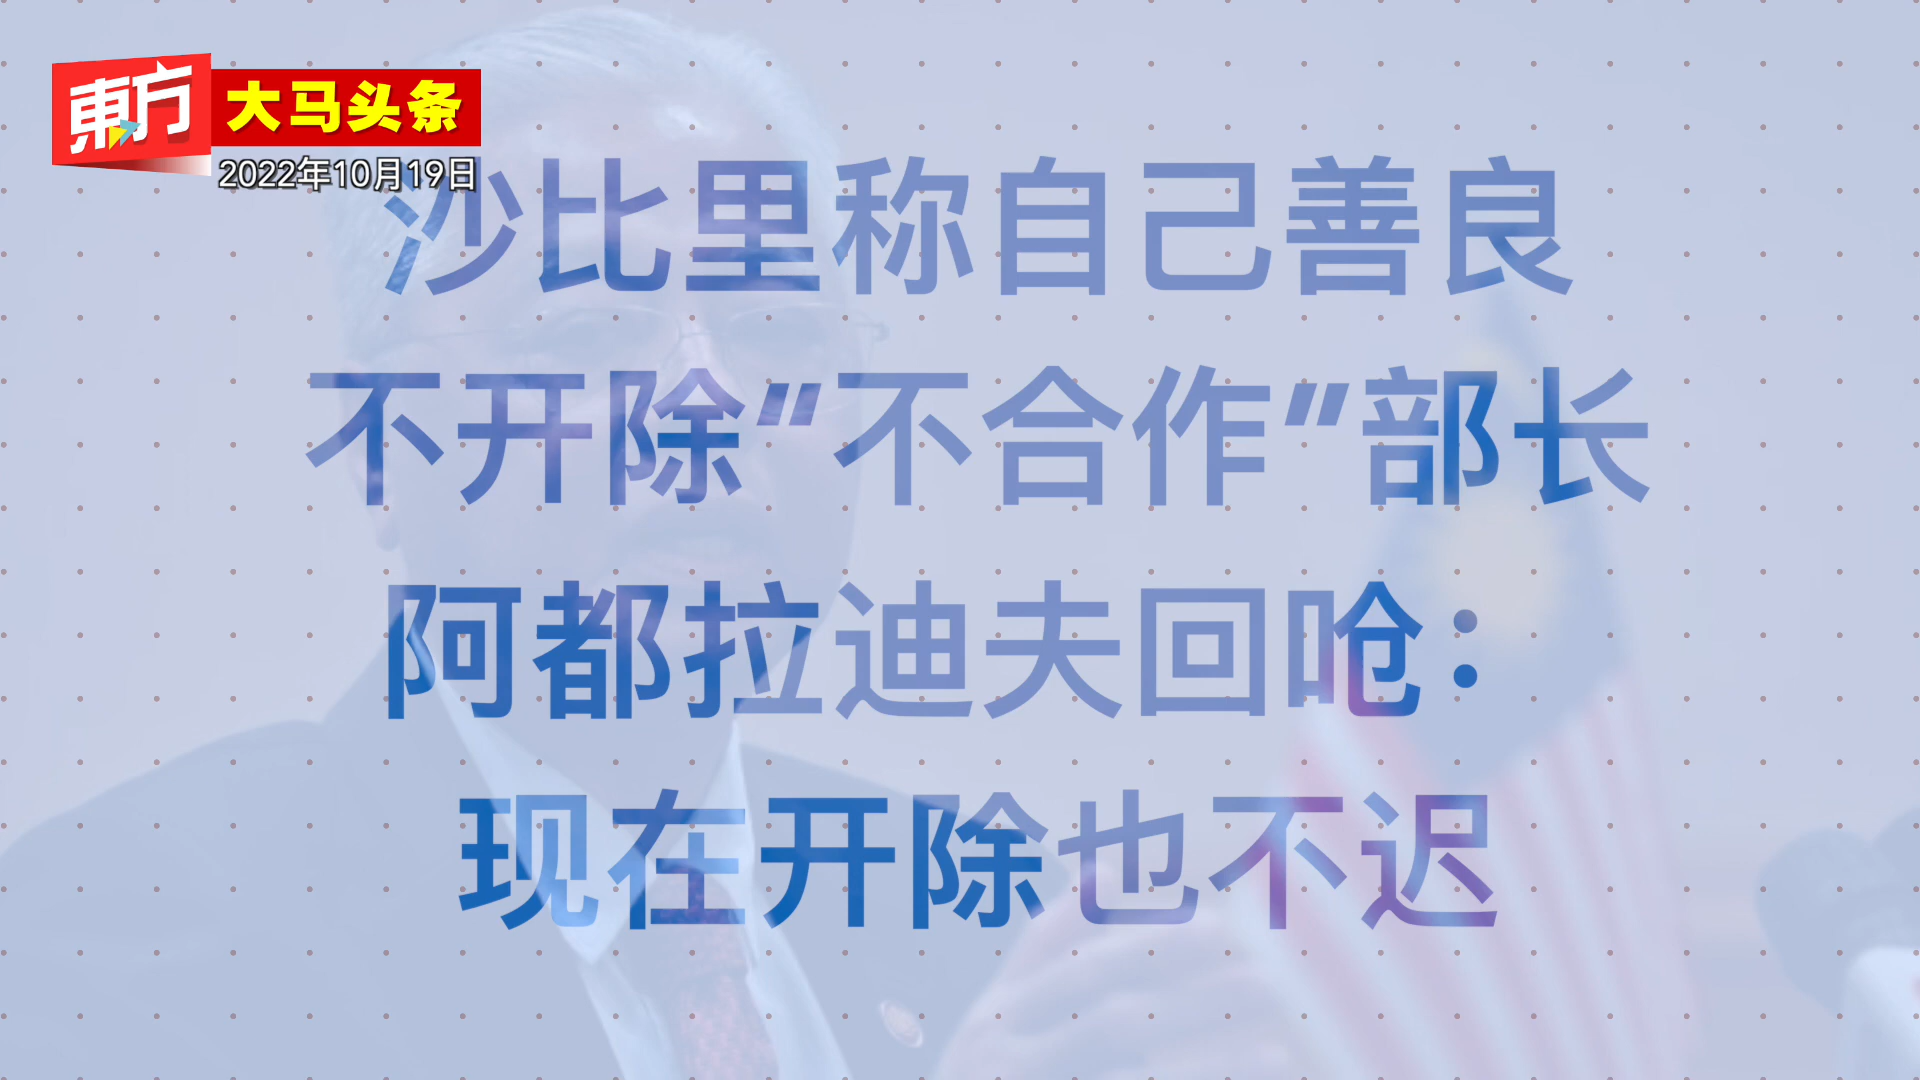 東方
大马头条
2022年10月19日
沙比里称自己善良
不开除“不合作”部长
阿都拉迪夫回呛：
现在开除也不迟